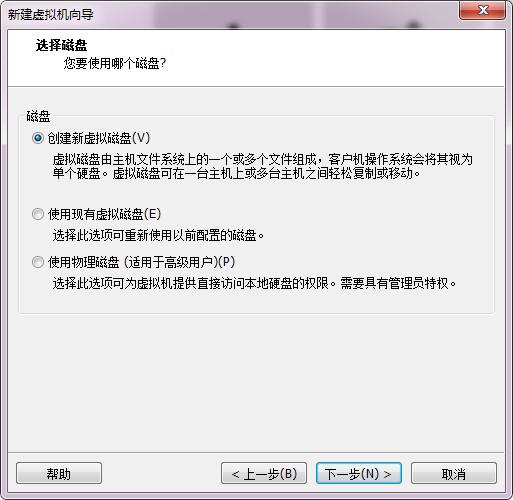 新建虚拟机向导
选择磁盘
您要使用哪个磁盘?
磁盘
创建新虚拟磁盘(V)
虚拟磁盘由主机文件系统上的一个或多个文件组成，客户机操作系统会将其视为
单个硬盘。虚拟磁盘可在一台主机上或多台主机之间轻松复制或移动。
使用现有虚拟磁盘(E)
选择此选项可重新使用以前配置的磁盘。
使用物理磁盘 (适用于高级用户)(P)
选择此选项可为虚拟机提供直接访问本地硬盘的权限。需要具有管理员特权。
帮助
< 上一步(B)
下一步(N) >
取消